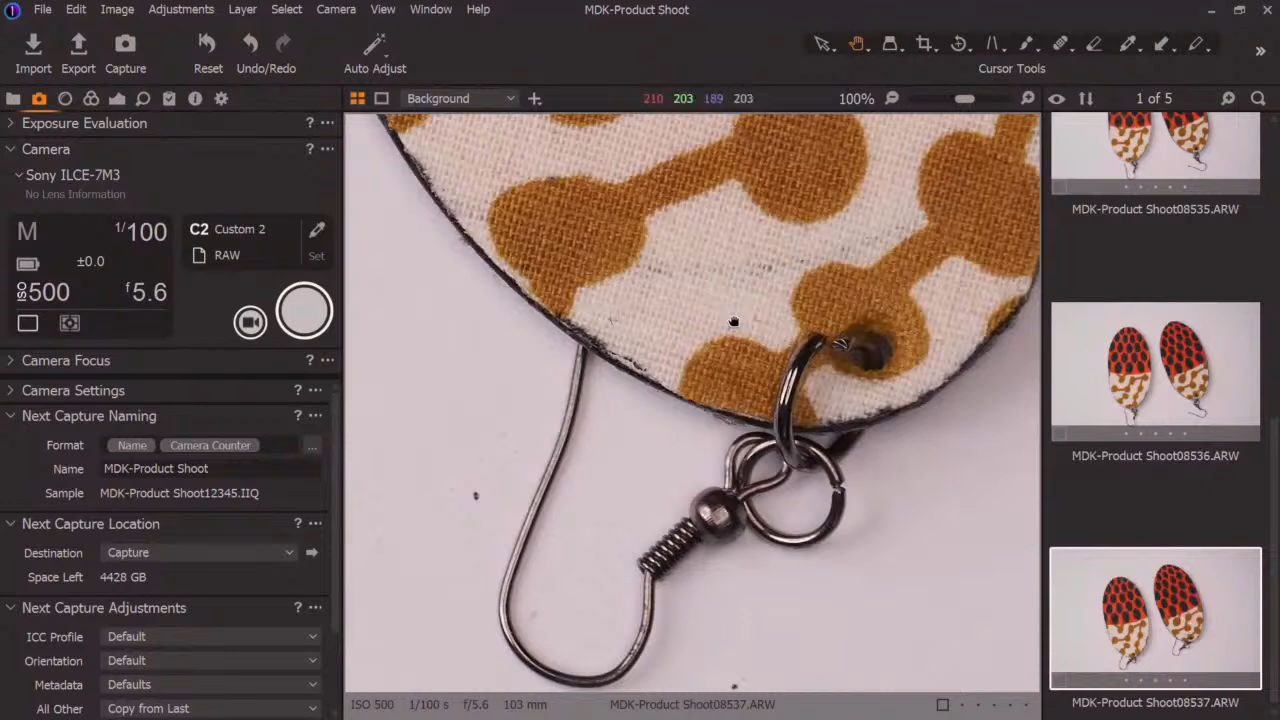 File Edit Image Adjustments Layer Select Camera View Window Help MDK-Product Shoot
Import Export Capture Reset Undo/Redo Auto Adjust Cursor Tools
Background 210 203 189 203 100% 1 of 5
Exposure Evaluation ? ...
Camera ? ...
Sony ILCE-7M3
No Lens Information
M 1/100 C2 Custom 2
±0.0 RAW Set
ISO 500 f 5.6
Camera Focus ? ...
Camera Settings ? ...
Next Capture Naming ? ...
Format Name Camera Counter ...
Name MDK-Product Shoot
Sample MDK-Product Shoot12345.IIQ
Next Capture Location ? ...
Destination Capture
Space Left 4428 GB
Next Capture Adjustments ? ...
ICC Profile Default
Orientation Default
Metadata Defaults
All Other Copy from Last
ISO 500 1/100 s f/5.6 103 mm MDK-Product Shoot08537.ARW
MDK-Product Shoot08535.ARW
MDK-Product Shoot08536.ARW
MDK-Product Shoot08537.ARW